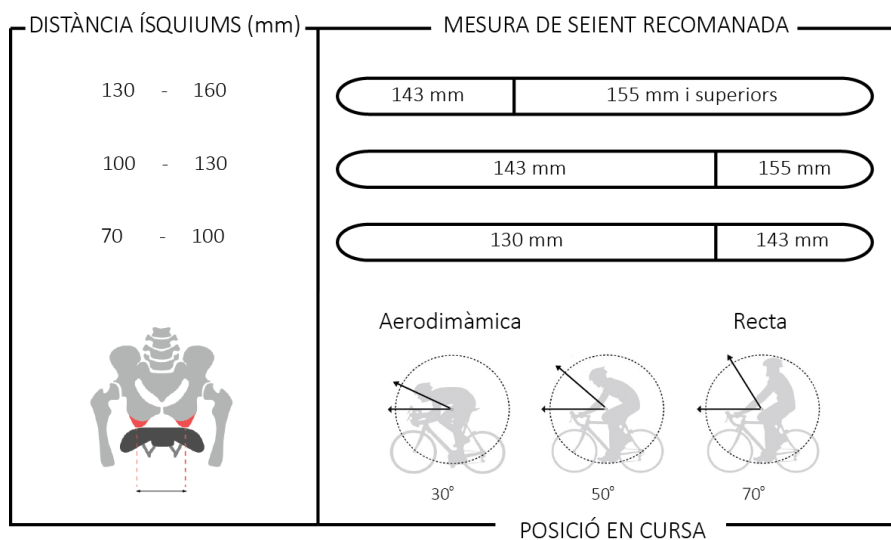 DISTÀNCIA ÍSQUIUMS (mm)
MESURA DE SEIENT RECOMANADA
130 - 160
143 mm
155 mm i superiors
100 - 130
143 mm
155 mm
70 - 100
130 mm
143 mm
Aerodimàmica
Recta
30°
50°
70°
POSICIÓ EN CURSA